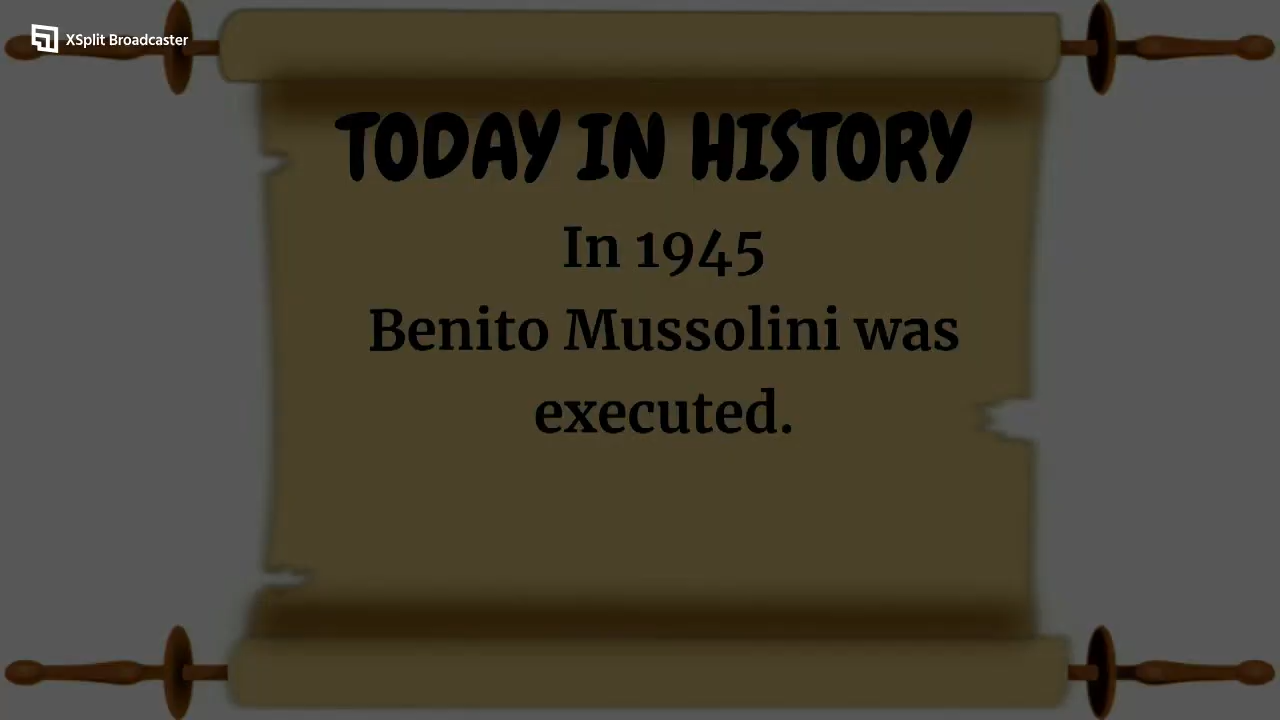 XSplit Broadcaster
TODAY IN HISTORY
In 1945
Benito Mussolini was
executed.